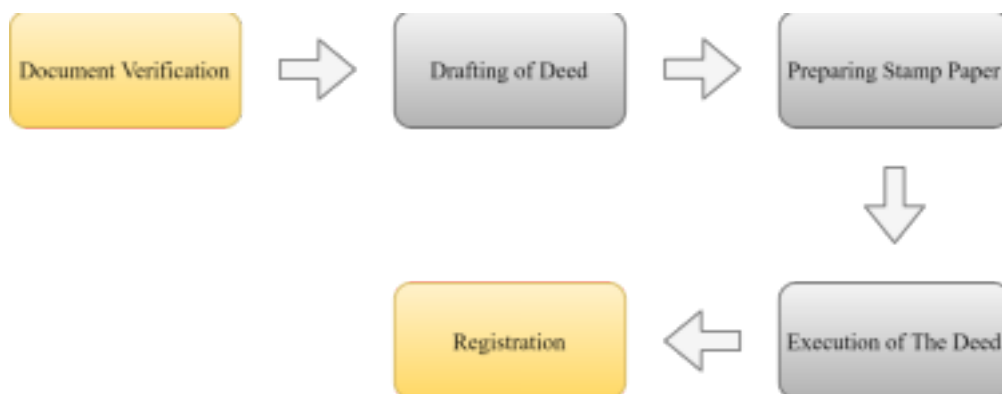 Document Verification
Drafting of Deed
Preparing Stamp Paper
Execution of The Deed
Registration